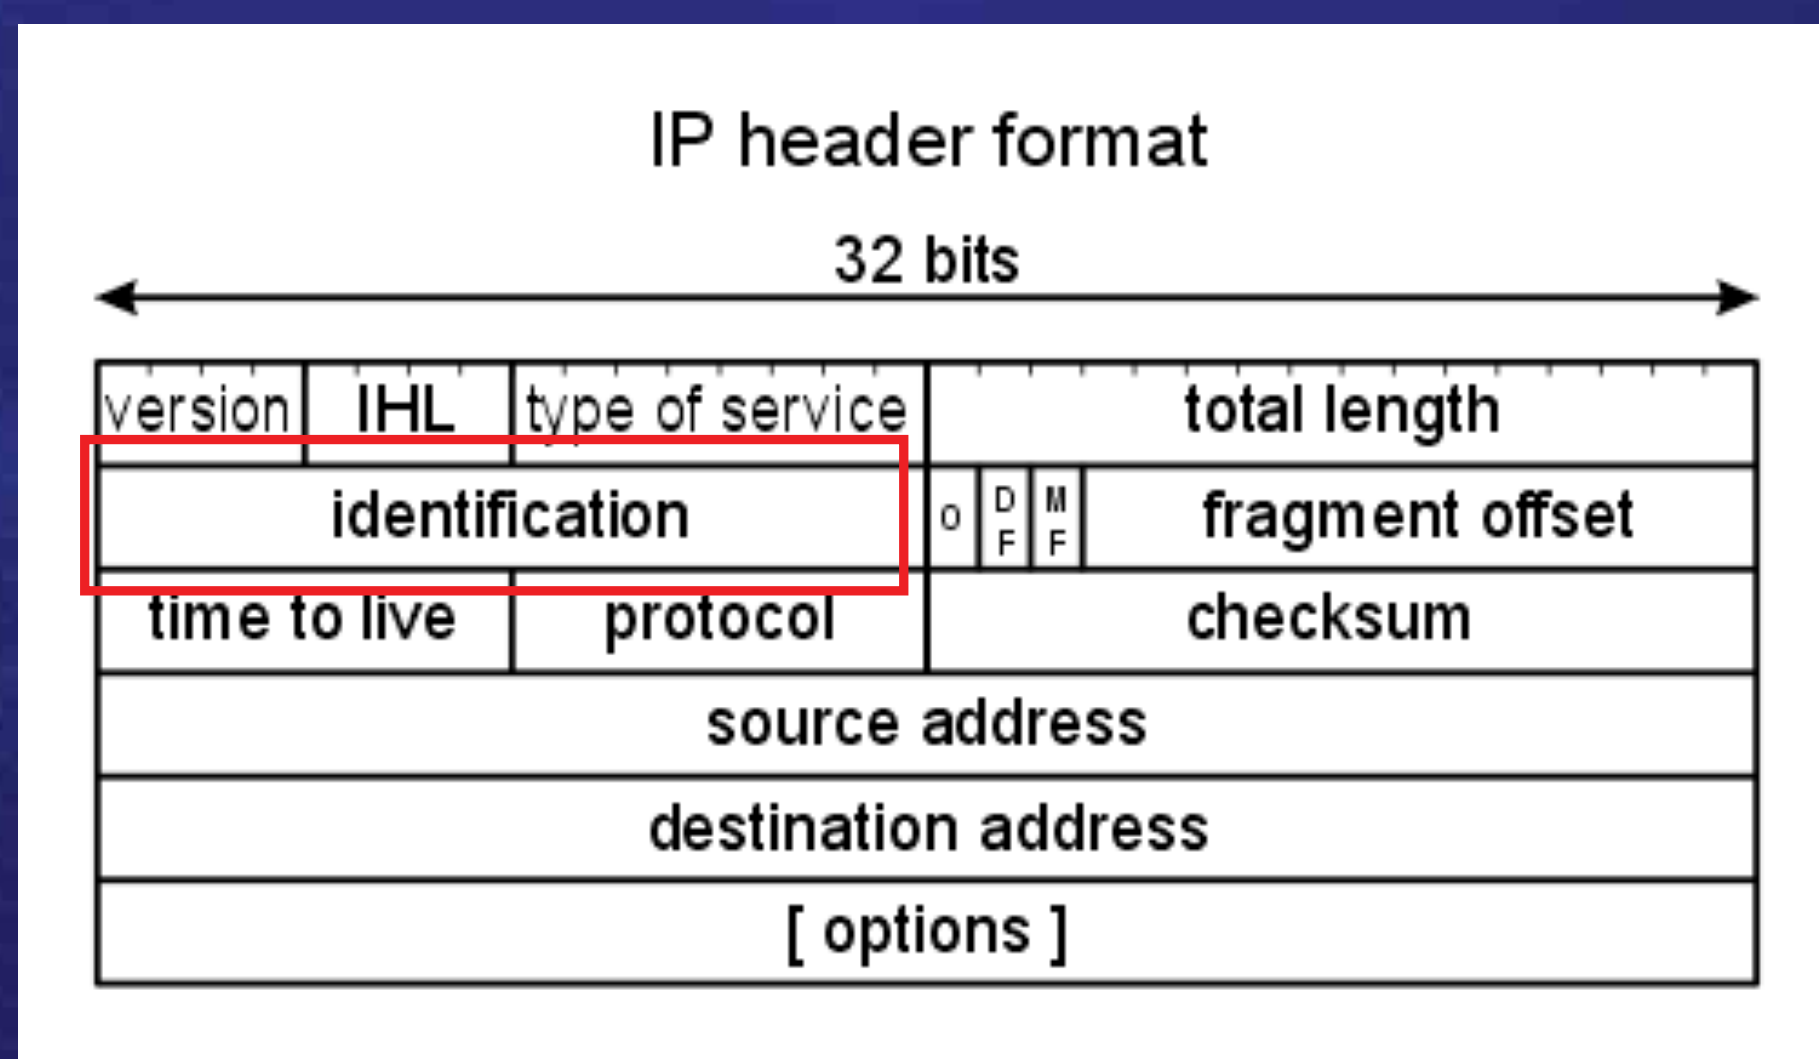 IP header format
32 bits
version IHL type of service total length
identification o D F M F fragment offset
time to live protocol checksum
source address
destination address
[ options ]